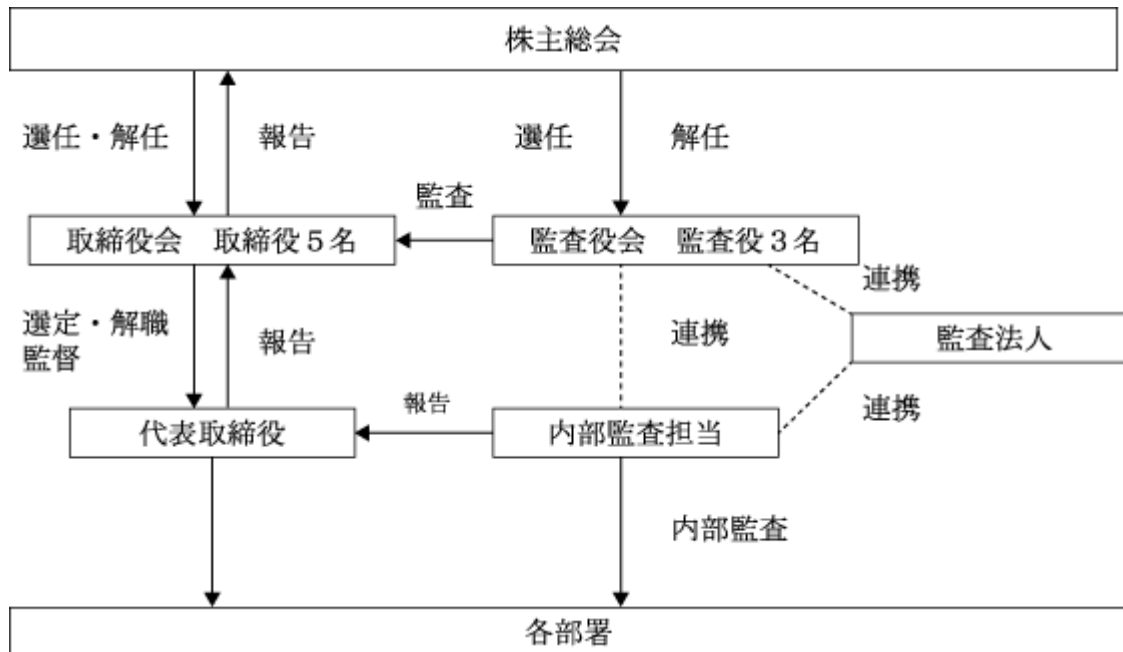 株主総会
選任・解任
報告
選任
解任
監査
取締役会　取締役５名
監査役会　監査役３名
連携
選定・解職
監督
報告
連携
監査法人
報告
連携
代表取締役
内部監査担当
内部監査
各部署